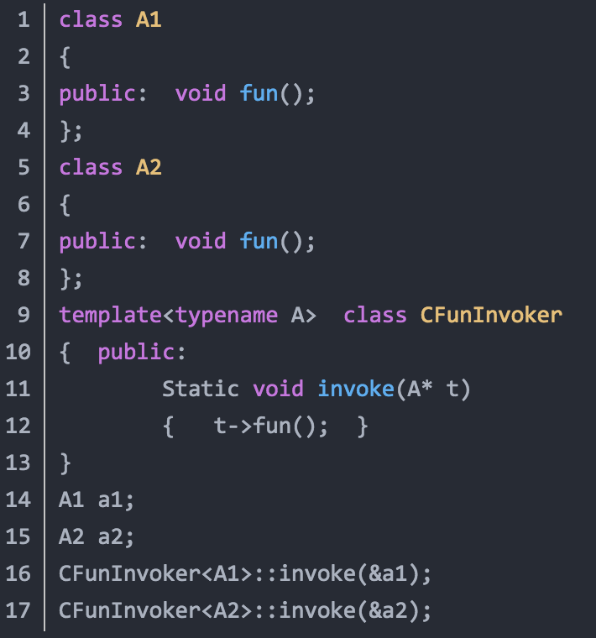 1 class A1
2 {
3 public:  void fun();
4 };
5 class A2
6 {
7 public:  void fun();
8 };
9 template<typename A>  class CFunInvoker
10 {  public:
11         Static void invoke(A* t)
12         {   t->fun();  }
13 }
14 A1 a1;
15 A2 a2;
16 CFunInvoker<A1>::invoke(&a1);
17 CFunInvoker<A2>::invoke(&a2);